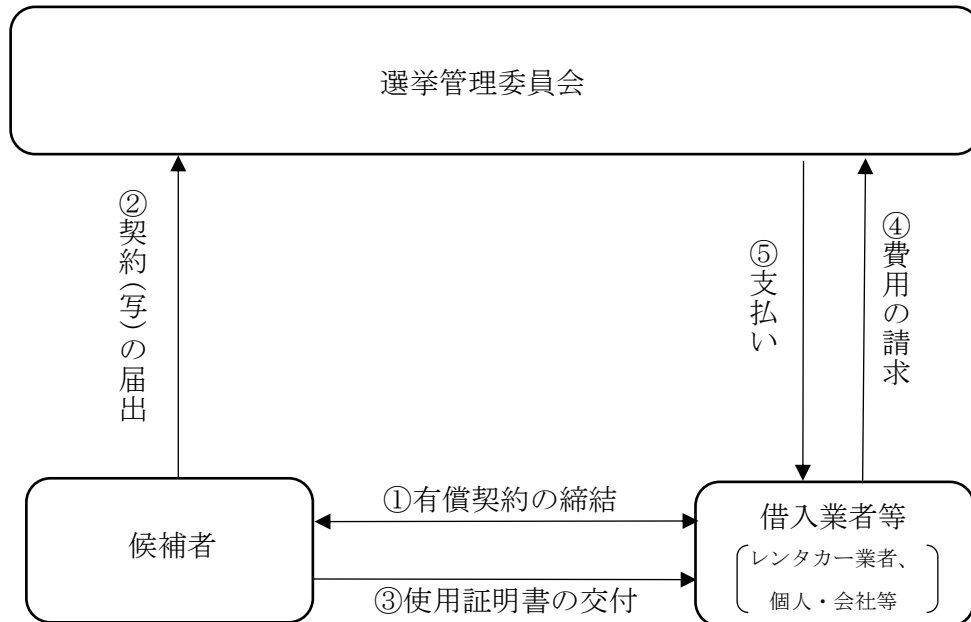 選挙管理委員会
②契約(写)の届出
⑤支払い
④費用の請求
①有償契約の締結
候補者
③使用証明書の交付
借入業者等
レンタカー業者、
個人・会社等